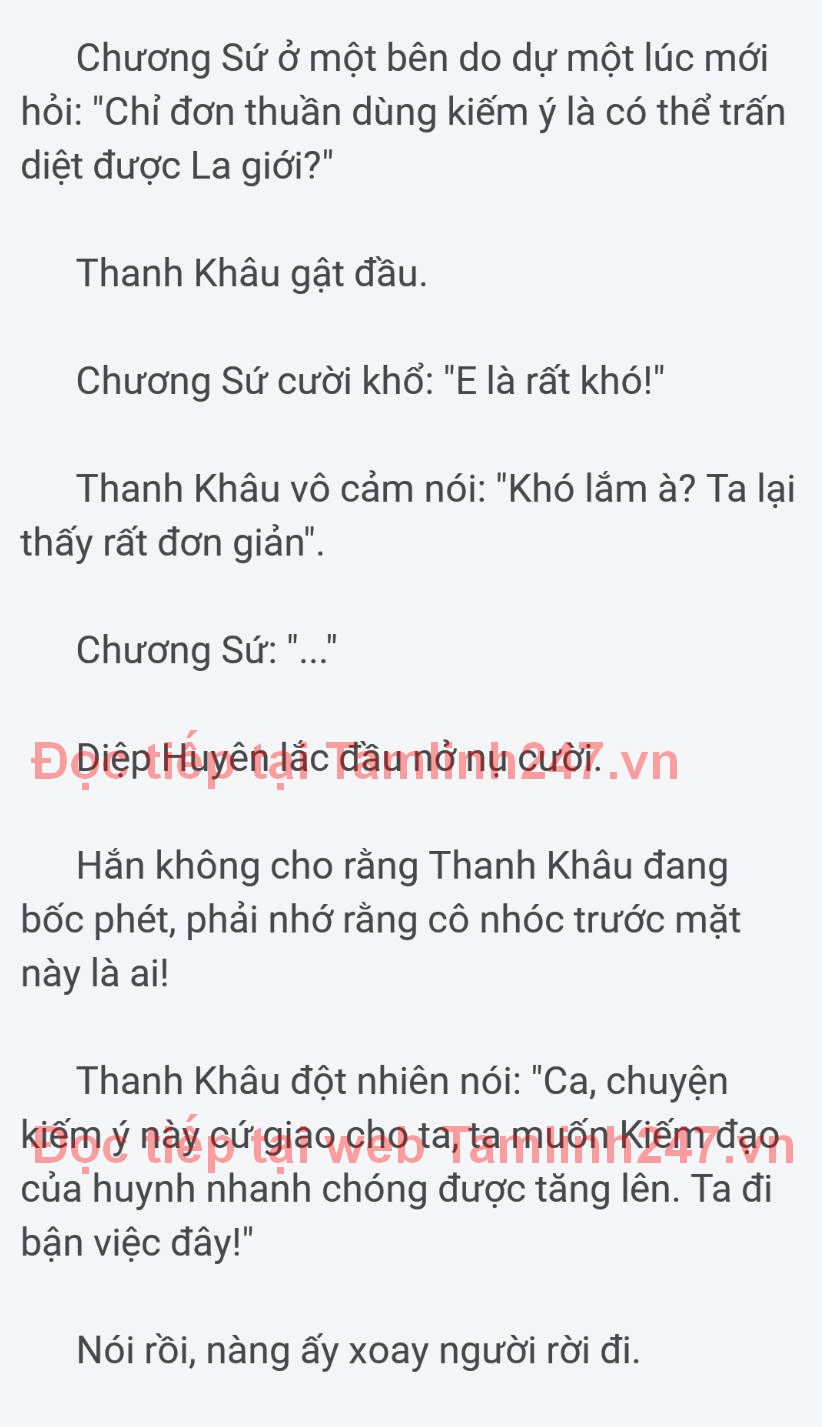 Chương Sứ ở một bên do dự một lúc mới
hỏi: "Chỉ đơn thuần dùng kiếm ý là có thể trấn
diệt được La giới?"
Thanh Khâu gật đầu.
Chương Sứ cười khổ: "E là rất khó!"
Thanh Khâu vô cảm nói: "Khó lắm à? Ta lại
thấy rất đơn giản".
Chương Sứ: "..."
Diệp Huyên lắc đầu nở nụ cười.
Đọc tiếp tại Tamlinh247.vn
Hắn không cho rằng Thanh Khâu đang
bốc phét, phải nhớ rằng cô nhóc trước mặt
này là ai!
Thanh Khâu đột nhiên nói: "Ca, chuyện
kiếm ý này cứ giao cho ta, ta muốn Kiếm đạo
Đọc tiếp tại web Tamlinh247.vn
của huynh nhanh chóng được tăng lên. Ta đi
bận việc đây!"
Nói rồi, nàng ấy xoay người rời đi.